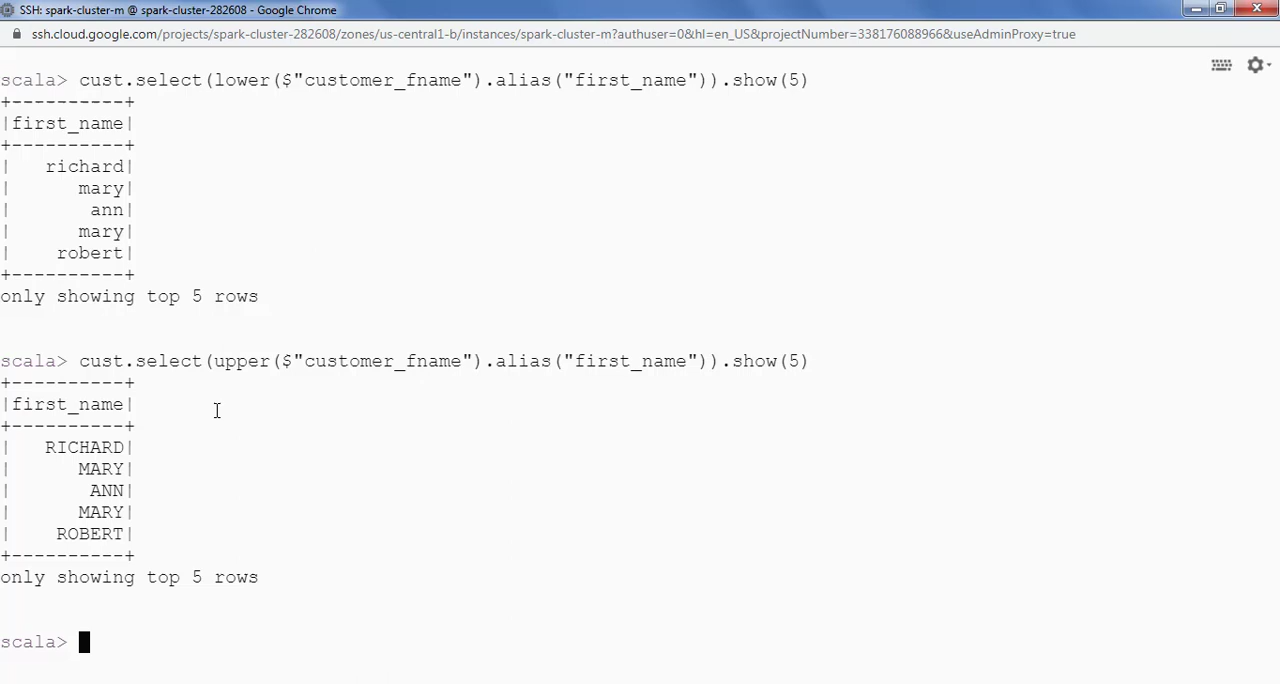 SSH: spark-cluster-m @ spark-cluster-282608 - Google Chrome
ssh.cloud.google.com/projects/spark-cluster-282608/zones/us-central1-b/instances/spark-cluster-m?authuser=0&hl=en_US&projectNumber=338176088966&useAdminProxy=true
scala> cust.select(lower($"customer_fname").alias("first_name")).show(5)
+----------+
|first_name|
+----------+
|   richard|
|      mary|
|       ann|
|      mary|
|    robert|
+----------+
only showing top 5 rows
scala> cust.select(upper($"customer_fname").alias("first_name")).show(5)
+----------+
|first_name|
+----------+
|   RICHARD|
|      MARY|
|       ANN|
|      MARY|
|    ROBERT|
+----------+
only showing top 5 rows
scala>